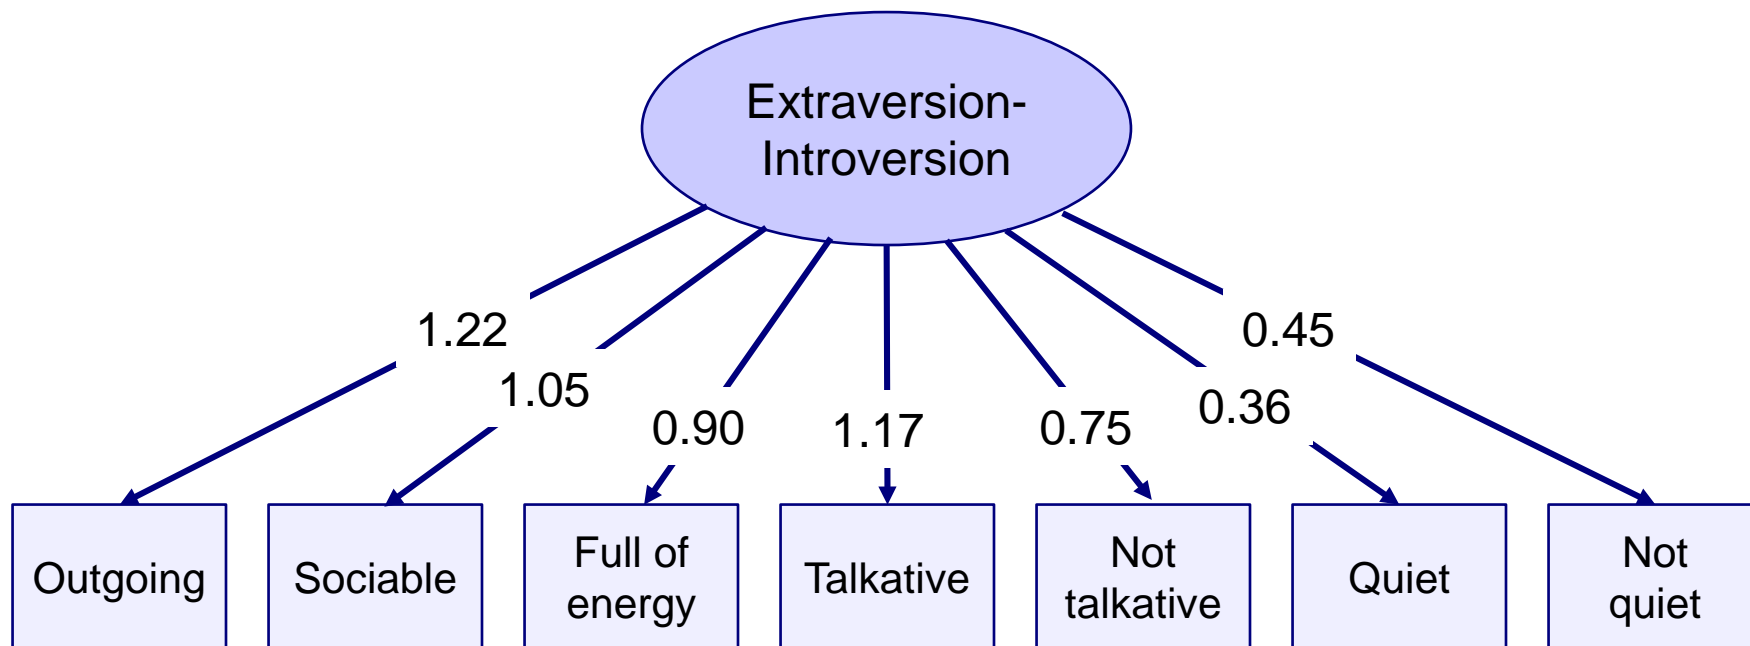 Extraversion-
Introversion
1.22
0.45
1.05
0.36
0.90
1.17
0.75
Outgoing
Sociable
Full of
energy
Talkative
Not
talkative
Quiet
Not
quiet